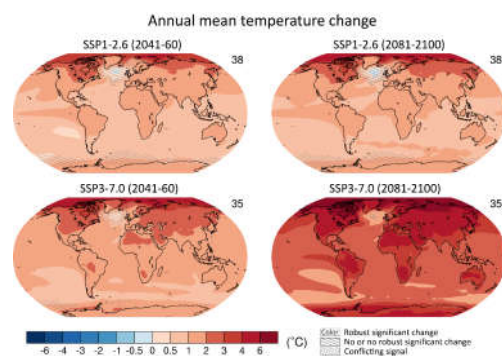 Annual mean temperature change
SSP1-2.6 (2041-60)
38
SSP1-2.6 (2081-2100)
38
SSP3-7.0 (2041-60)
35
SSP3-7.0 (2081-2100)
35
-6 -4 -2 -1 -0.5 0 0.5 1 2 4 6 (°C)
Color Robust significant change
No or no robust significant change
Conflicting signal